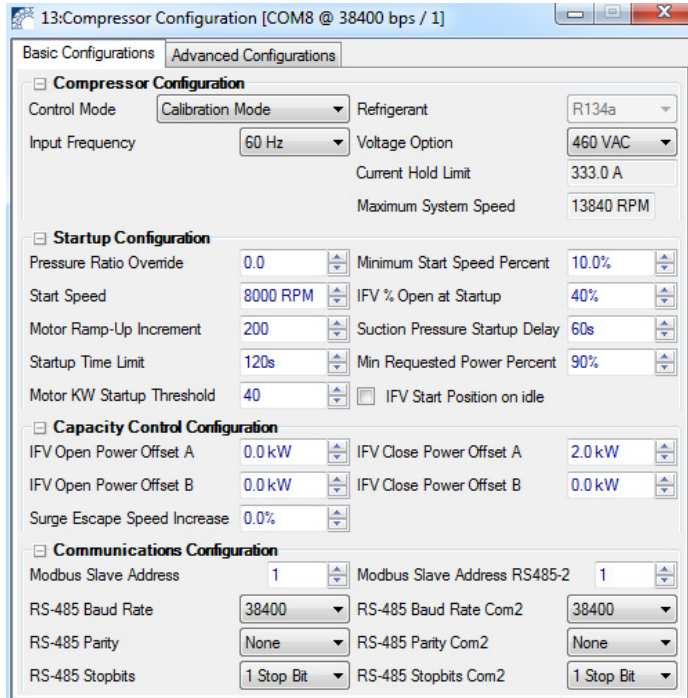 13:Compressor Configuration [COM8 @ 38400 bps / 1]
Basic Configurations Advanced Configurations
Compressor Configuration
Control Mode Calibration Mode Refrigerant R134a
Input Frequency 60 Hz Voltage Option 460 VAC
Current Hold Limit 333.0 A
Maximum System Speed 13840 RPM
Startup Configuration
Pressure Ratio Override 0.0 Minimum Start Speed Percent 10.0%
Start Speed 8000 RPM IFV % Open at Startup 40%
Motor Ramp-Up Increment 200 Suction Pressure Startup Delay 60s
Startup Time Limit 120s Min Requested Power Percent 90%
Motor KW Startup Threshold 40 IFV Start Position on idle
Capacity Control Configuration
IFV Open Power Offset A 0.0 kW IFV Close Power Offset A 2.0 kW
IFV Open Power Offset B 0.0 kW IFV Close Power Offset B 0.0 kW
Surge Escape Speed Increase 0.0%
Communications Configuration
Modbus Slave Address 1 Modbus Slave Address RS485-2 1
RS-485 Baud Rate 38400 RS-485 Baud Rate Com2 38400
RS-485 Parity None RS-485 Parity Com2 None
RS-485 Stopbits 1 Stop Bit RS-485 Stopbits Com2 1 Stop Bit